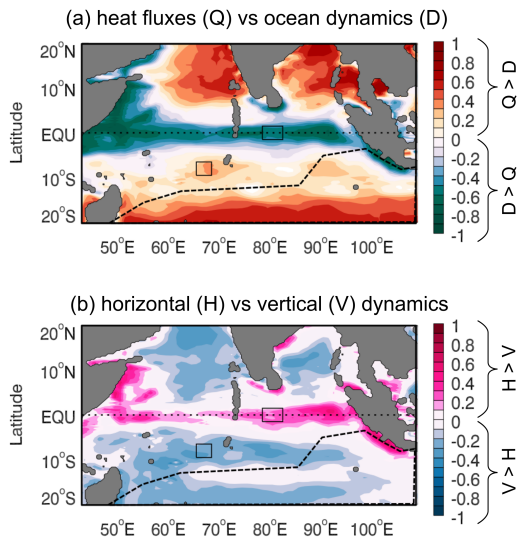 (a) heat fluxes (Q) vs ocean dynamics (D)
20°N
10°N
EQU
10°S
20°S
Latitude
50°E 60°E 70°E 80°E 90°E 100°E
1
0.8
0.6
0.4
0.2
0
-0.2
-0.4
-0.6
-0.8
-1
Q > D
D > Q
(b) horizontal (H) vs vertical (V) dynamics
20°N
10°N
EQU
10°S
20°S
Latitude
50°E 60°E 70°E 80°E 90°E 100°E
1
0.8
0.6
0.4
0.2
0
-0.2
-0.4
-0.6
-0.8
-1
H > V
V > H